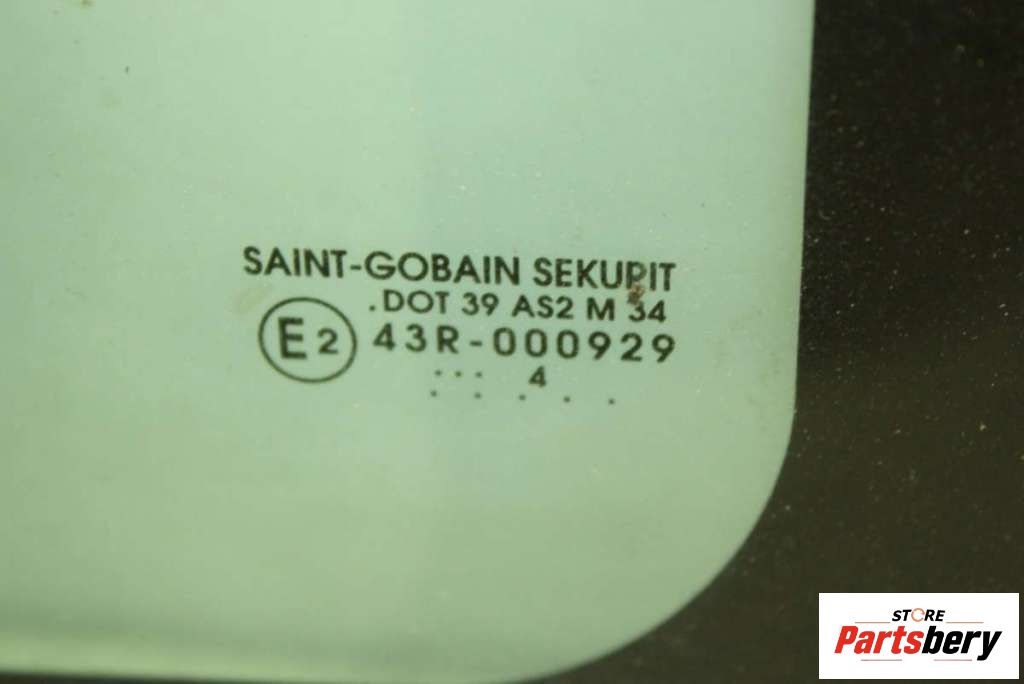 SAINT-GOBAIN SEKURIT
.DOT 39 AS2 M 34
E2 43R-000929
... 4
. . . . .
STORE
Partsbery